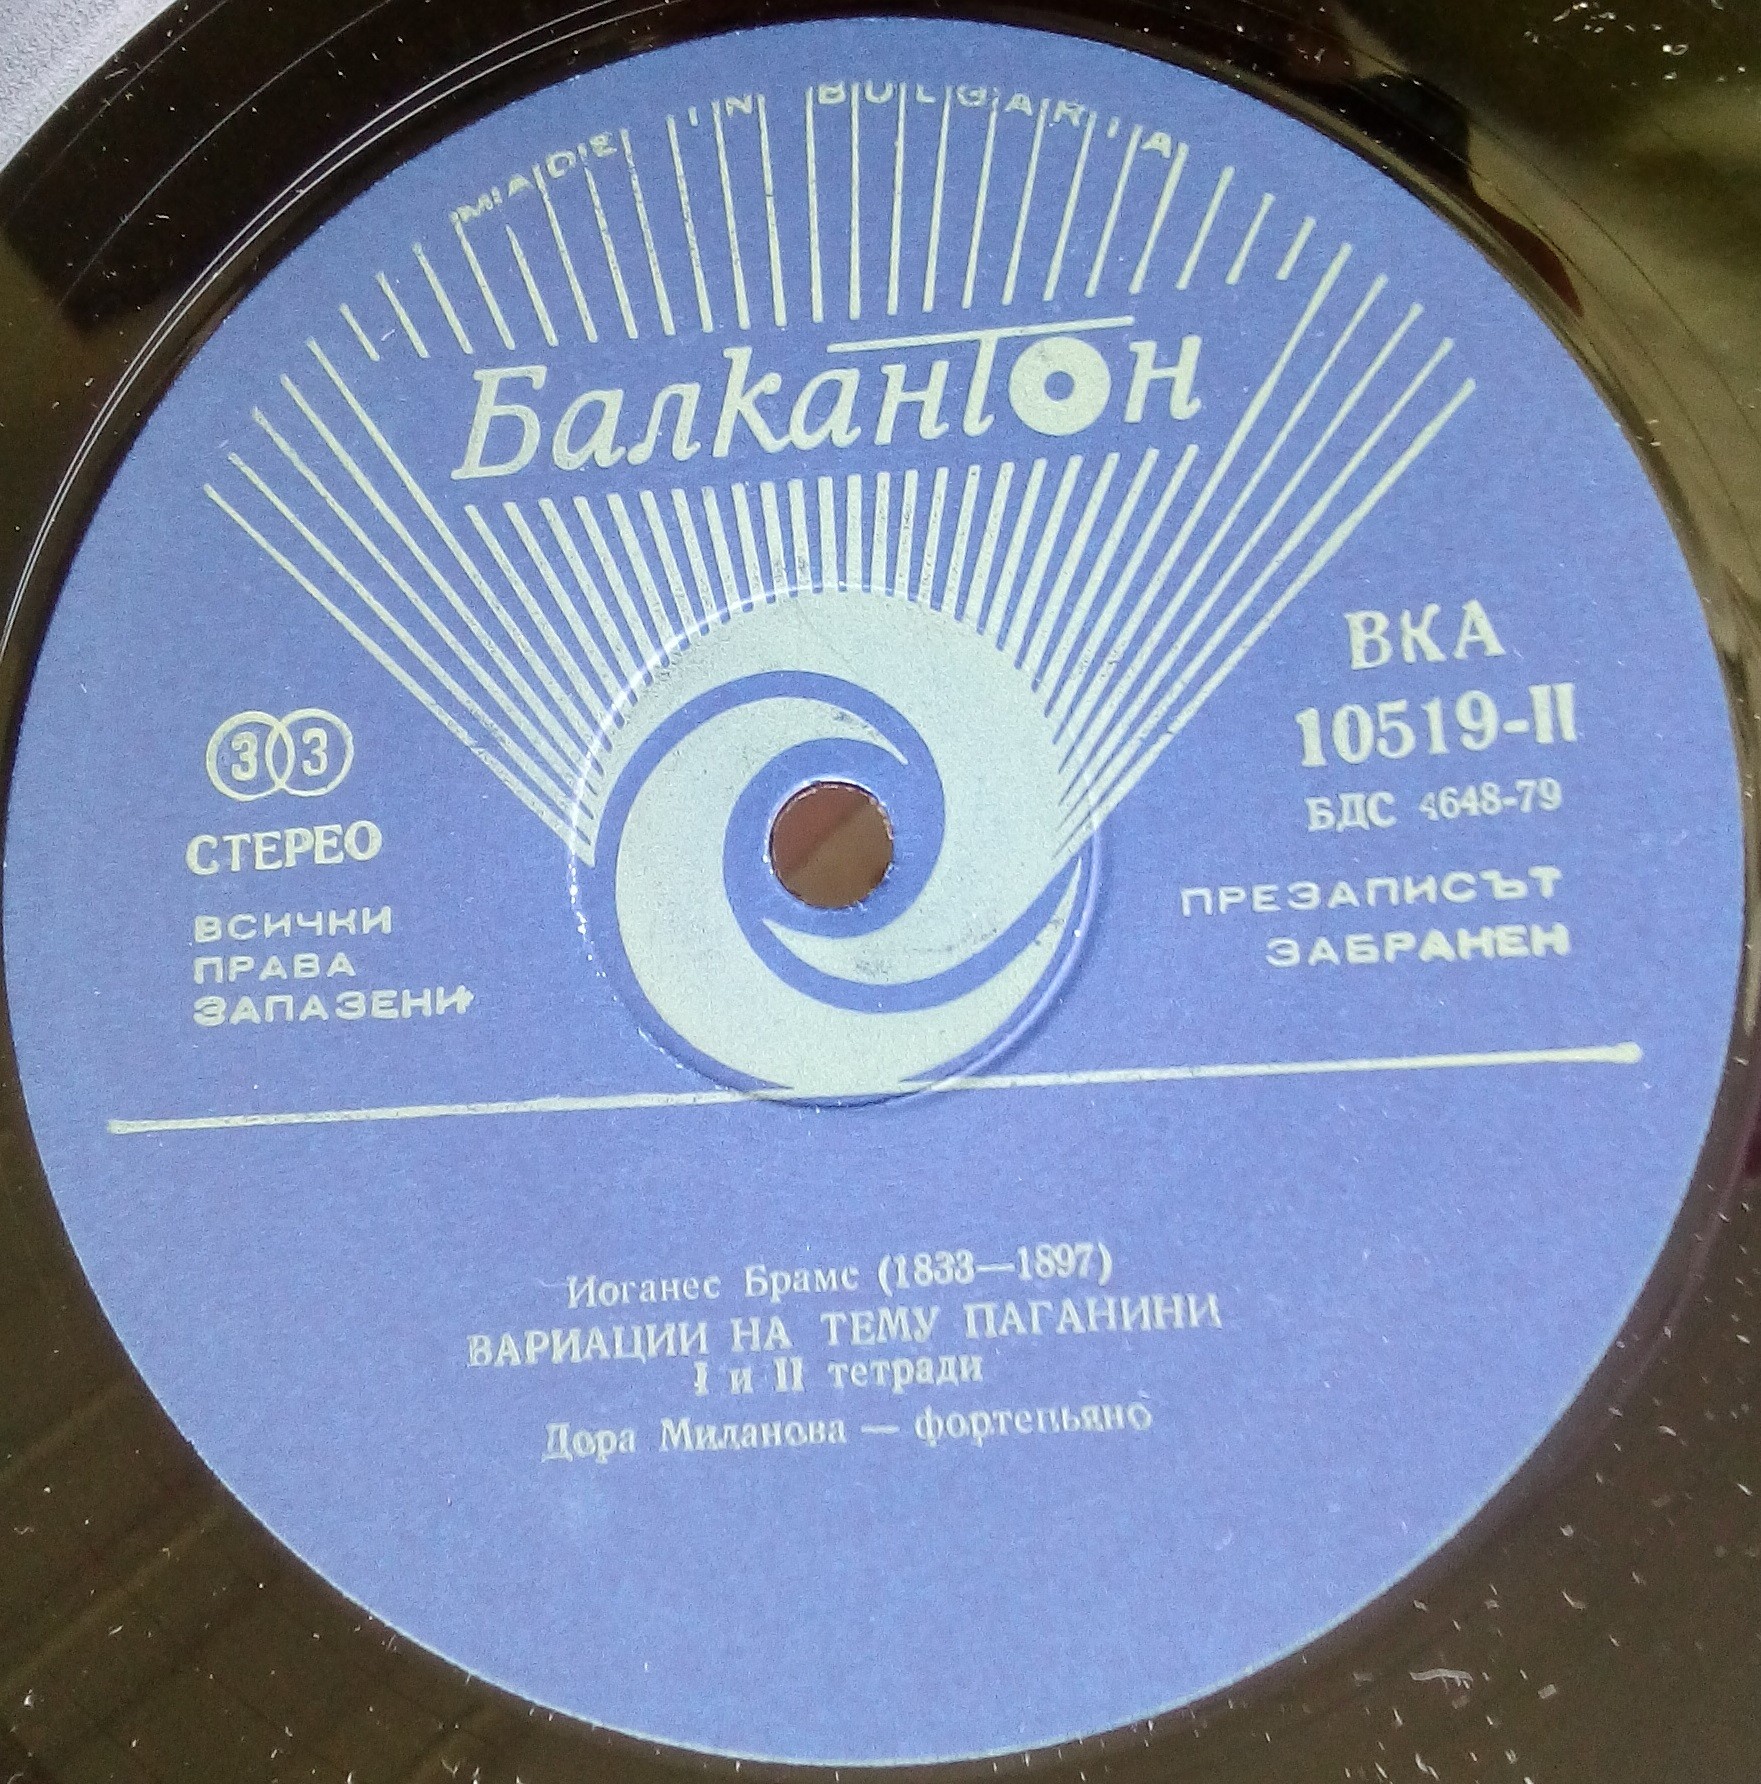 MADE IN BULGARIA
Балкантон
33
СТЕРЕО
ВСИЧКИ
ПРАВА
ЗАПАЗЕНИ
ВКА
10519-II
БДС 4648-79
ПРЕЗАПИСЪТ
ЗАБРАНЕН
Иоганес Брамс (1833—1897)
ВАРИАЦИИ НА ТЕМУ ПАГАНИНИ
I и II тетради
Дора Миланова — фортепьяно